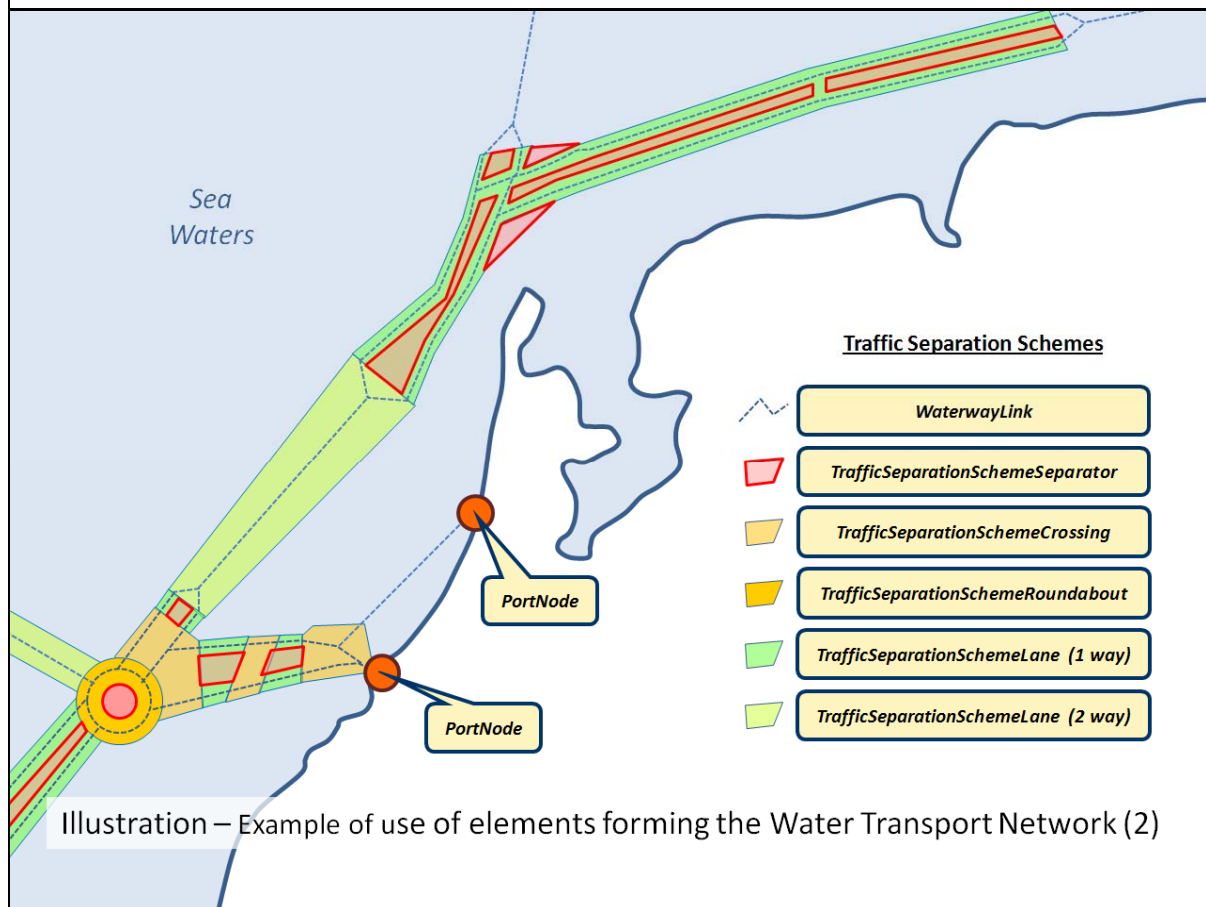 Sea
Waters
Traffic Separation Schemes
WaterwayLink
TrafficSeparationSchemeSeparator
TrafficSeparationSchemeCrossing
TrafficSeparationSchemeRoundabout
TrafficSeparationSchemeLane (1 way)
TrafficSeparationSchemeLane (2 way)
PortNode
PortNode
Illustration – Example of use of elements forming the Water Transport Network (2)